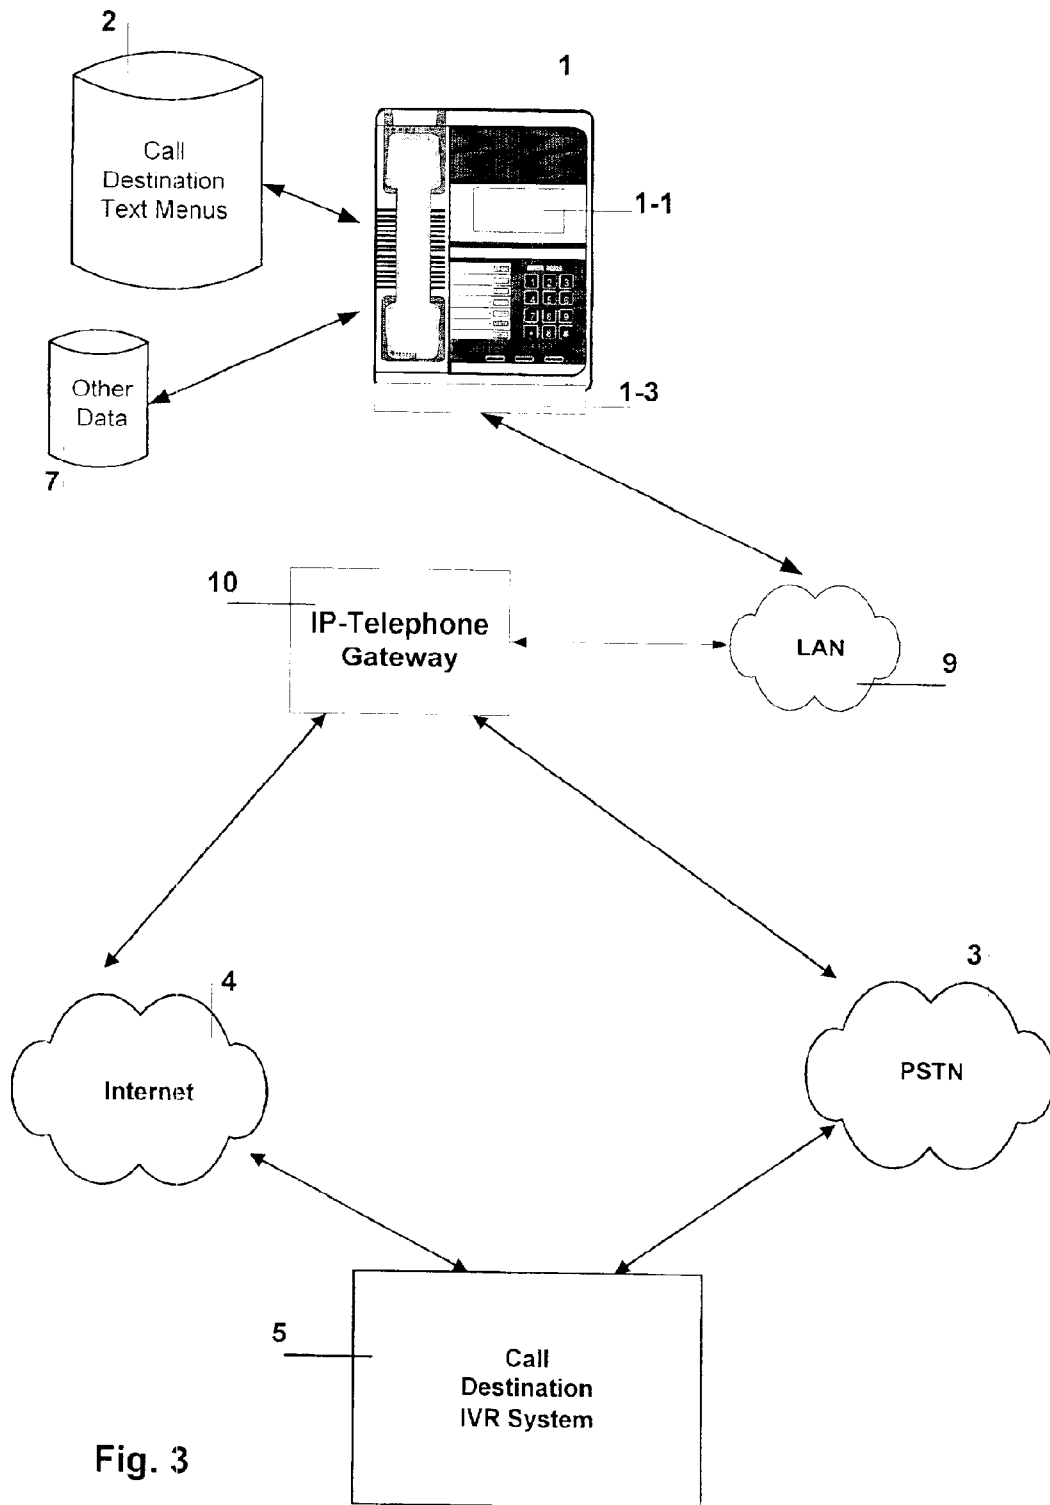 2
1
Call
Destination
Text Menus
1-1
Other
Data
7
1-3
10
IP-Telephone
Gateway
LAN
9
4
3
Internet
PSTN
5
Call
Destination
IVR System
Fig. 3